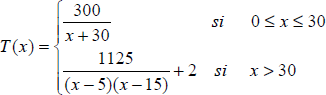 T(x) = { 300/(x+30) si 0 ≤ x ≤ 30
1125/((x−5)(x−15)) + 2 si x > 30